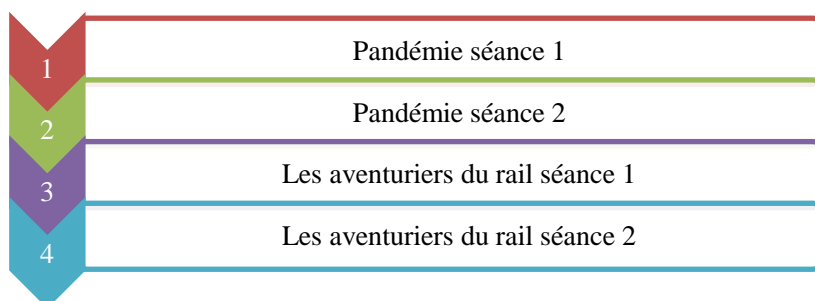 1
Pandémie séance 1
2
Pandémie séance 2
3
Les aventuriers du rail séance 1
4
Les aventuriers du rail séance 2